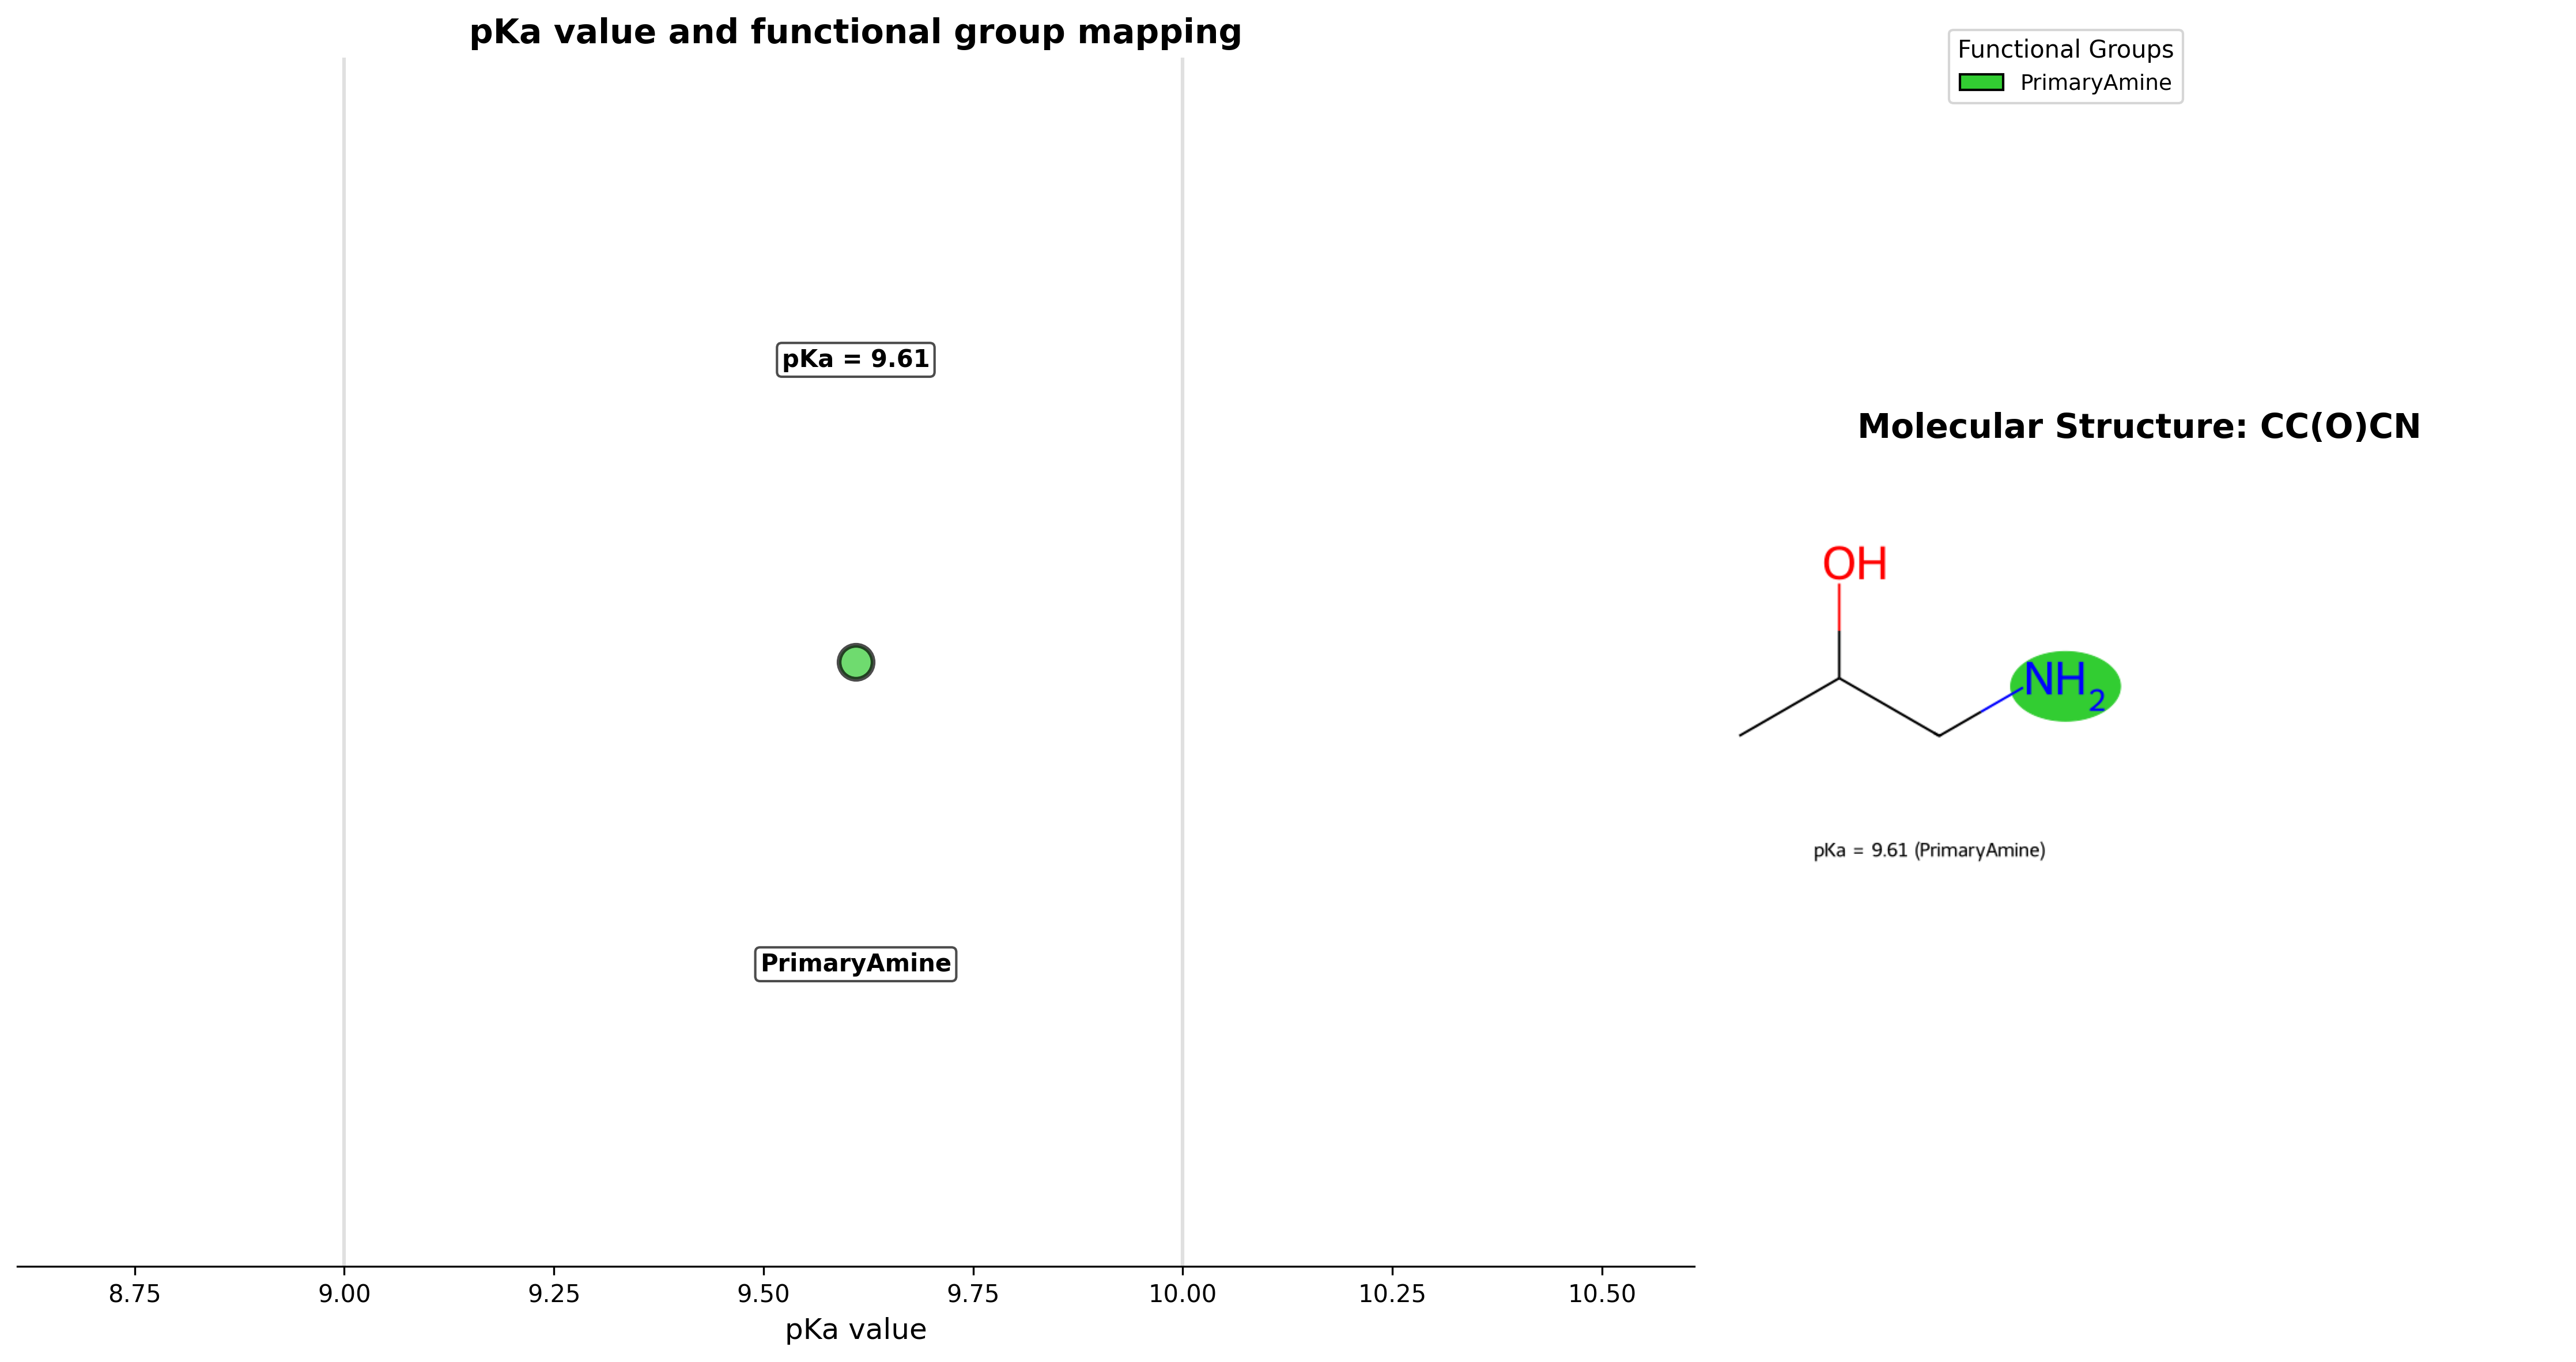 pKa value and functional group mapping
pKa = 9.61
PrimaryAmine
8.75 9.00 9.25 9.50 9.75 10.00 10.25 10.50
pKa value
Functional Groups
PrimaryAmine
Molecular Structure: CC(O)CN
OH
NH2
pKa = 9.61 (PrimaryAmine)